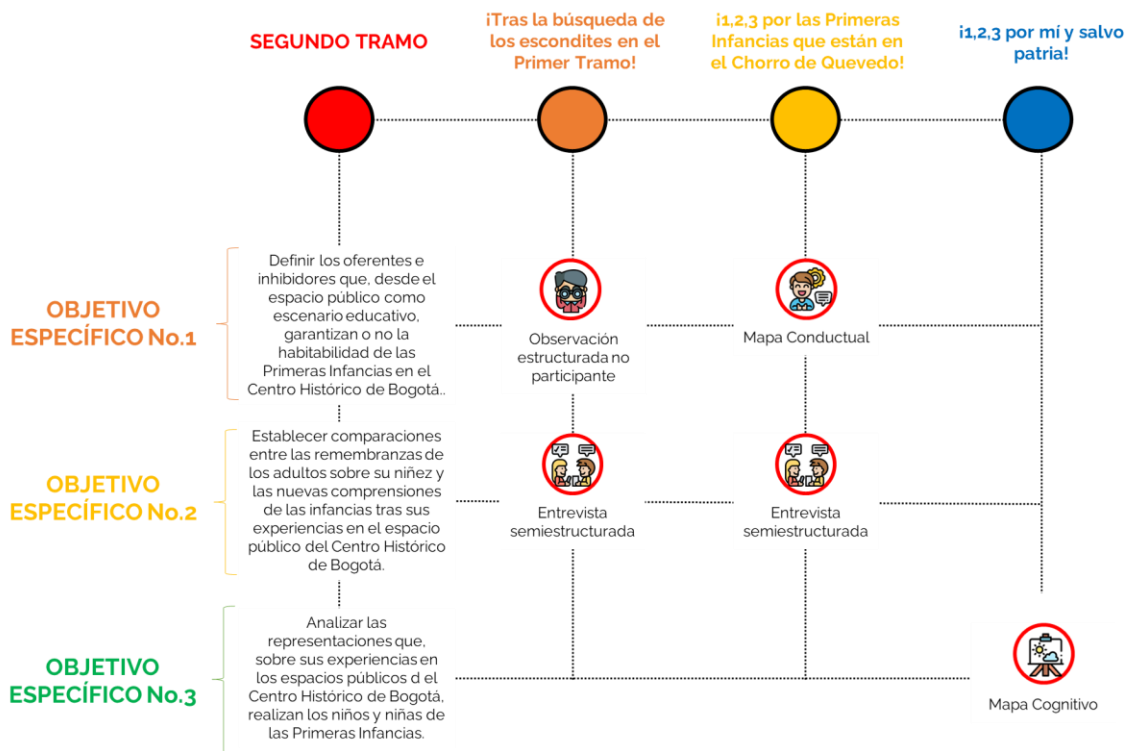 SEGUNDO TRAMO
¡Tras la búsqueda de
los escondites en el
Primer Tramo!
¡1,2,3 por las Primeras
Infancias que están en
el Chorro de Quevedo!
¡1,2,3 por mí y salvo
patria!
OBJETIVO
ESPECÍFICO No.1
Definir los oferentes e
inhibidores que, desde el
espacio público como
escenario educativo,
garantizan o no la
habitabilidad de las
Primeras Infancias en el
Centro Histórico de Bogotá..
Observación
estructurada no
participante
Mapa Conductual
OBJETIVO
ESPECÍFICO No.2
Establecer comparaciones
entre las remembranzas de
los adultos sobre su niñez y
las nuevas comprensiones
de las infancias tras sus
experiencias en el espacio
público del Centro Histórico
de Bogotá.
Entrevista
semiestructurada
Entrevista
semiestructurada
OBJETIVO
ESPECÍFICO No.3
Analizar las
representaciones que,
sobre sus experiencias en
los espacios públicos d el
Centro Histórico de Bogotá,
realizan los niños y niñas de
las Primeras Infancias.
Mapa Cognitivo